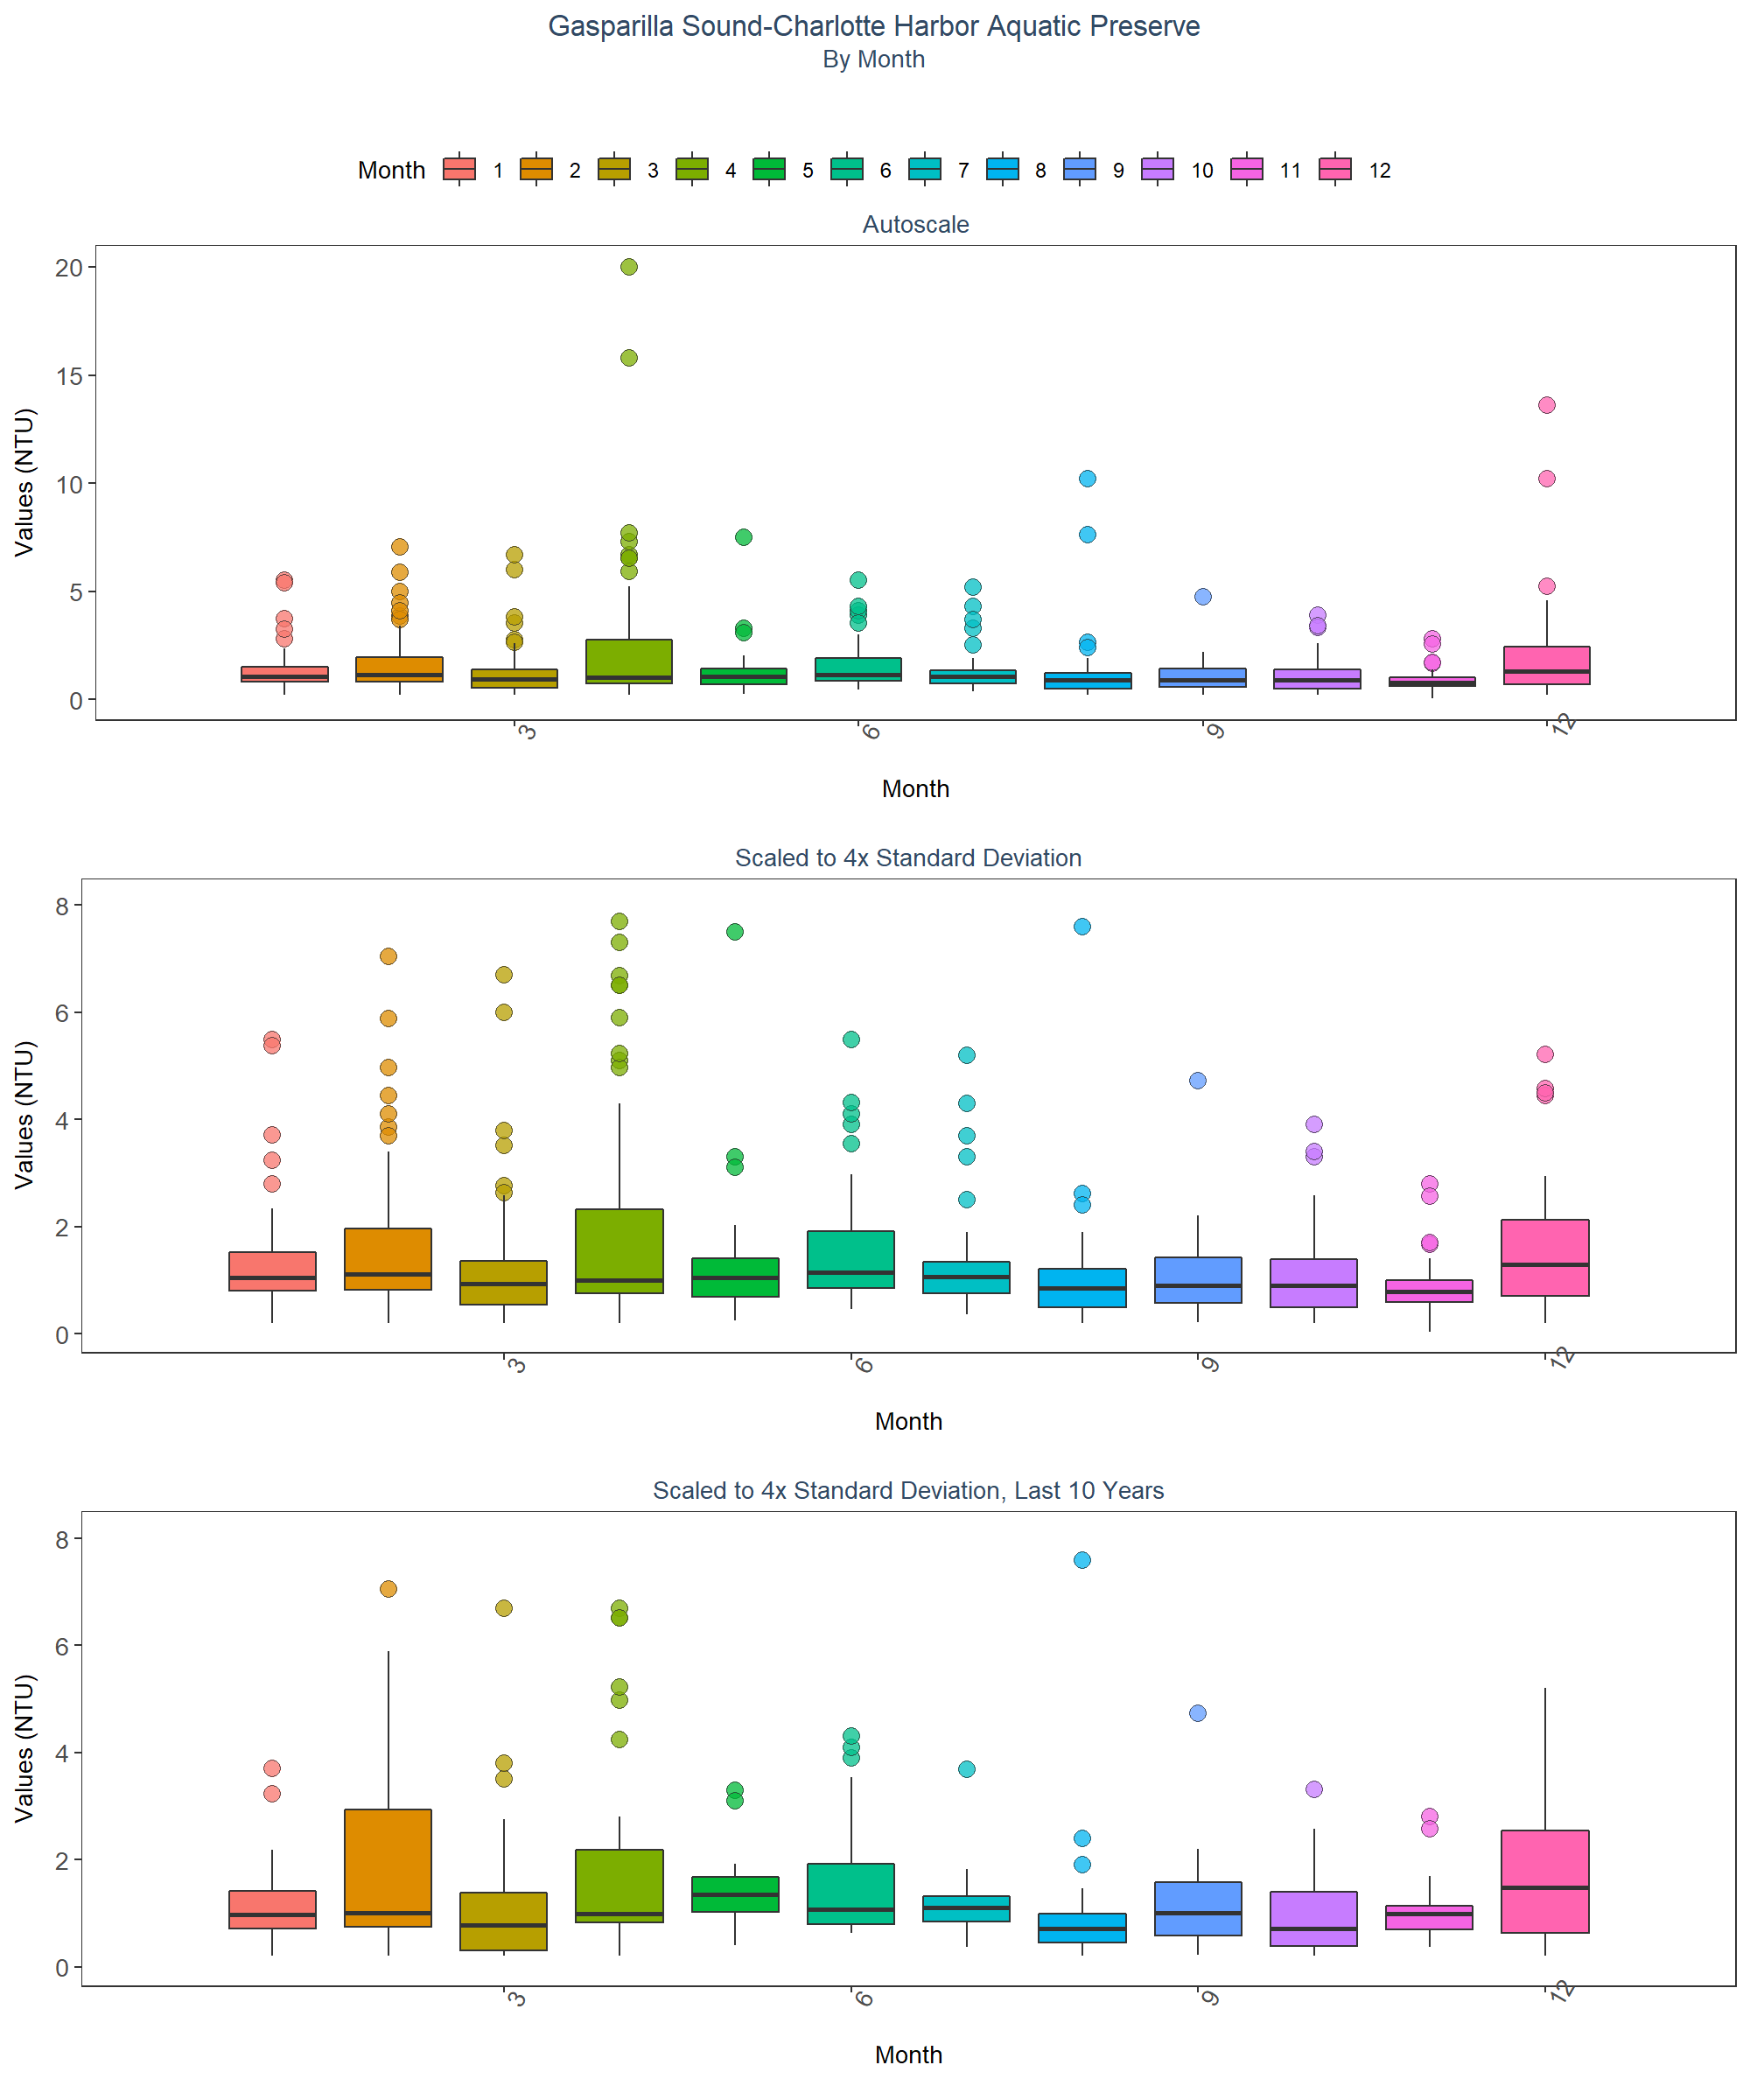 Gasparilla Sound-Charlotte Harbor Aquatic Preserve
By Month
Month 1 2 3 4 5 6 7 8 9 10 11 12
Autoscale
Values (NTU)
20
15
10
5
0
3 6 9 12
Month
Scaled to 4x Standard Deviation
Values (NTU)
8
6
4
2
0
3 6 9 12
Month
Scaled to 4x Standard Deviation, Last 10 Years
Values (NTU)
8
6
4
2
0
3 6 9 12
Month